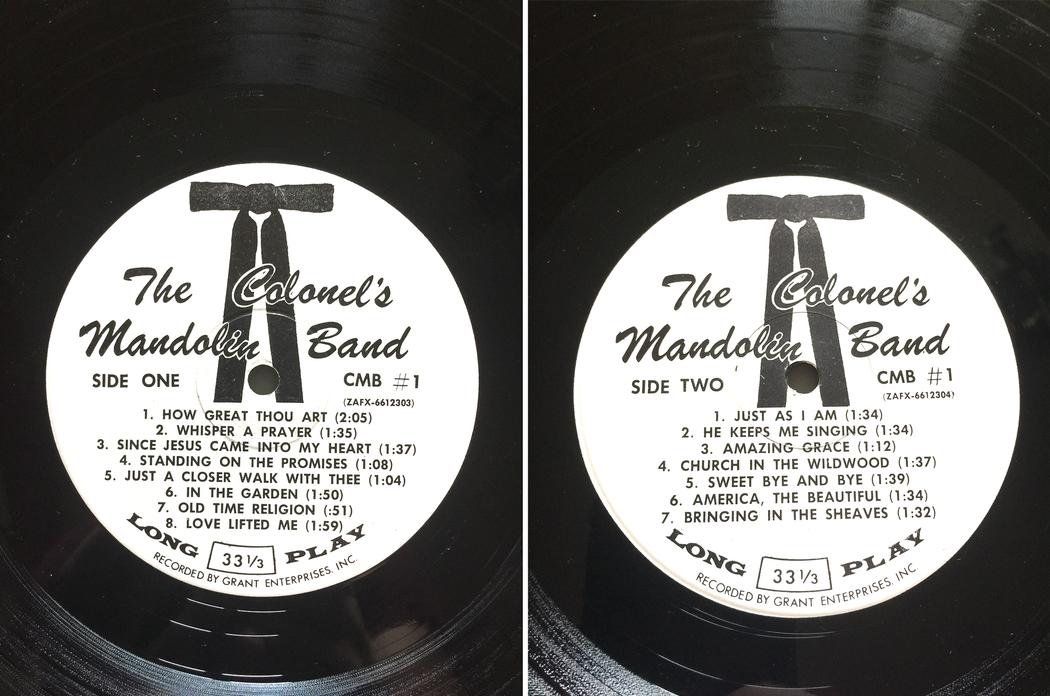 The Colonel's
Mandolin Band
SIDE ONE
CMB #1
(ZAFX-6612303)
1. HOW GREAT THOU ART (2:05)
2. WHISPER A PRAYER (1:35)
3. SINCE JESUS CAME INTO MY HEART (1:37)
4. STANDING ON THE PROMISES (1:08)
5. JUST A CLOSER WALK WITH THEE (1:04)
6. IN THE GARDEN (1:50)
7. OLD TIME RELIGION (:51)
8. LOVE LIFTED ME (1:59)
LONG 33 1/3 PLAY
RECORDED BY GRANT ENTERPRISES, INC.
The Colonel's
Mandolin Band
SIDE TWO
CMB #1
(ZAFX-6612304)
1. JUST AS I AM (1:34)
2. HE KEEPS ME SINGING (1:34)
3. AMAZING GRACE (1:12)
4. CHURCH IN THE WILDWOOD (1:37)
5. SWEET BYE AND BYE (1:39)
6. AMERICA, THE BEAUTIFUL (1:34)
7. BRINGING IN THE SHEAVES (1:32)
LONG 33 1/3 PLAY
RECORDED BY GRANT ENTERPRISES, INC.